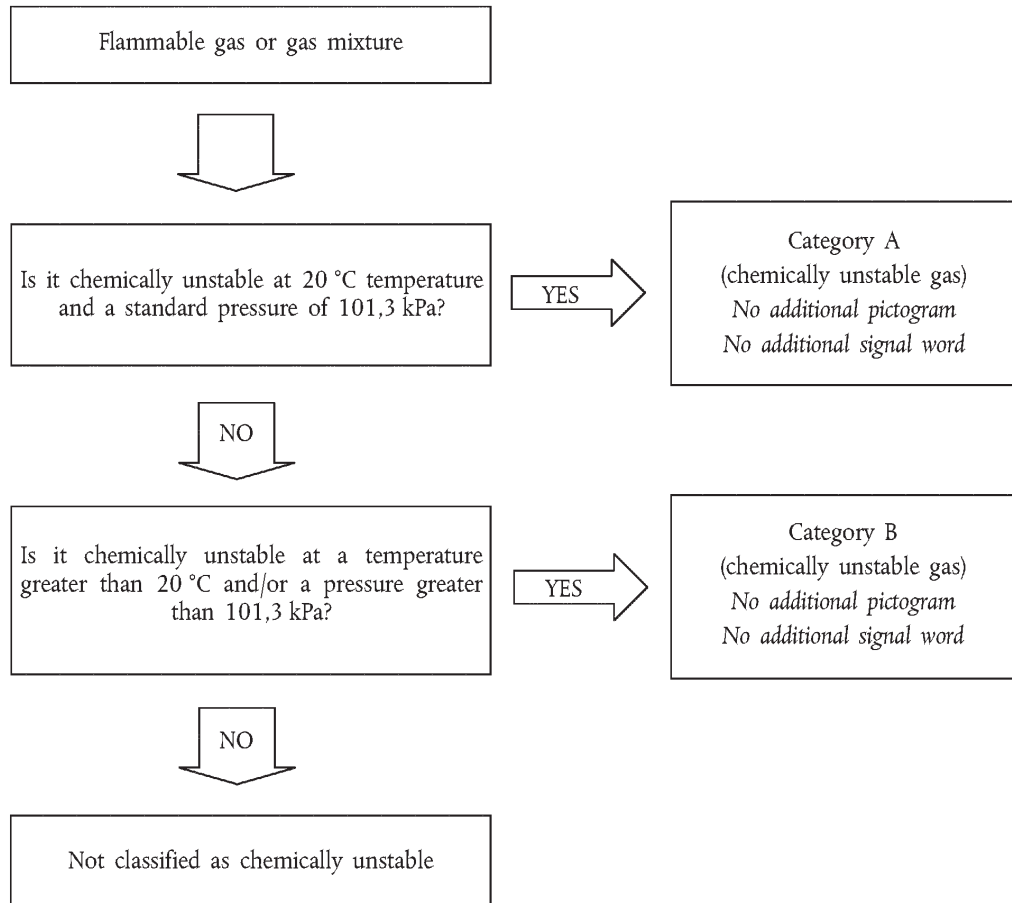 Flammable gas or gas mixture
Is it chemically unstable at 20 °C temperature
and a standard pressure of 101,3 kPa?
YES
Category A
(chemically unstable gas)
No additional pictogram
No additional signal word
NO
Is it chemically unstable at a temperature
greater than 20 °C and/or a pressure greater
than 101,3 kPa?
YES
Category B
(chemically unstable gas)
No additional pictogram
No additional signal word
NO
Not classified as chemically unstable